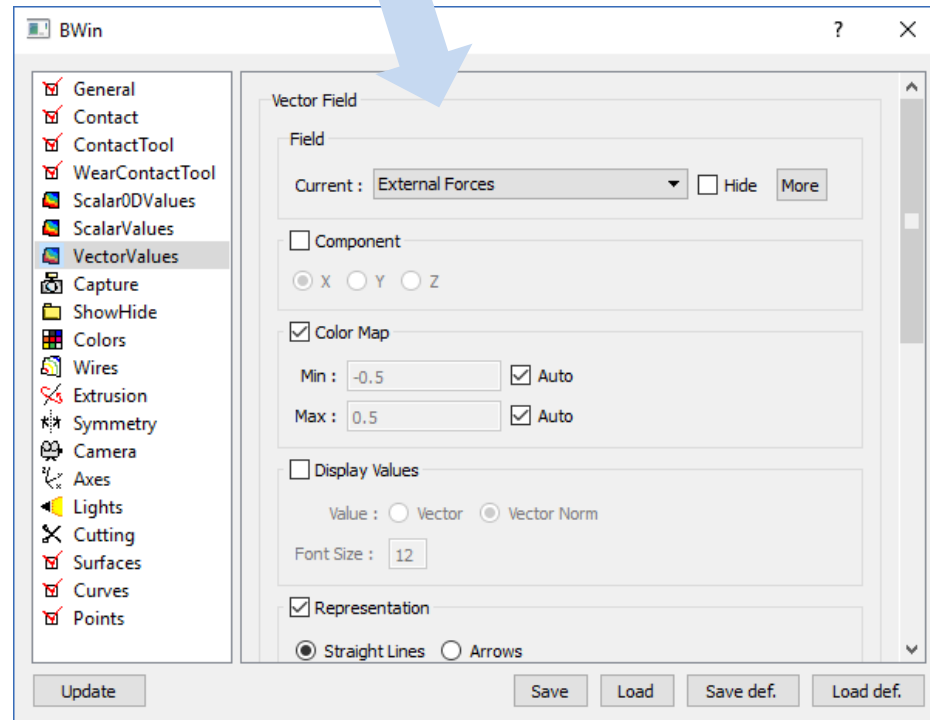 BWin
?
General
Contact
ContactTool
WearContactTool
Scalar0DValues
ScalarValues
VectorValues
Capture
ShowHide
Colors
Wires
Extrusion
Symmetry
Camera
Axes
Lights
Cutting
Surfaces
Curves
Points
Vector Field
Field
Current : External Forces Hide More
Component
X Y Z
Color Map
Min : -0.5 Auto
Max : 0.5 Auto
Display Values
Value : Vector Vector Norm
Font Size : 12
Representation
Straight Lines Arrows
Update Save Load Save def. Load def.